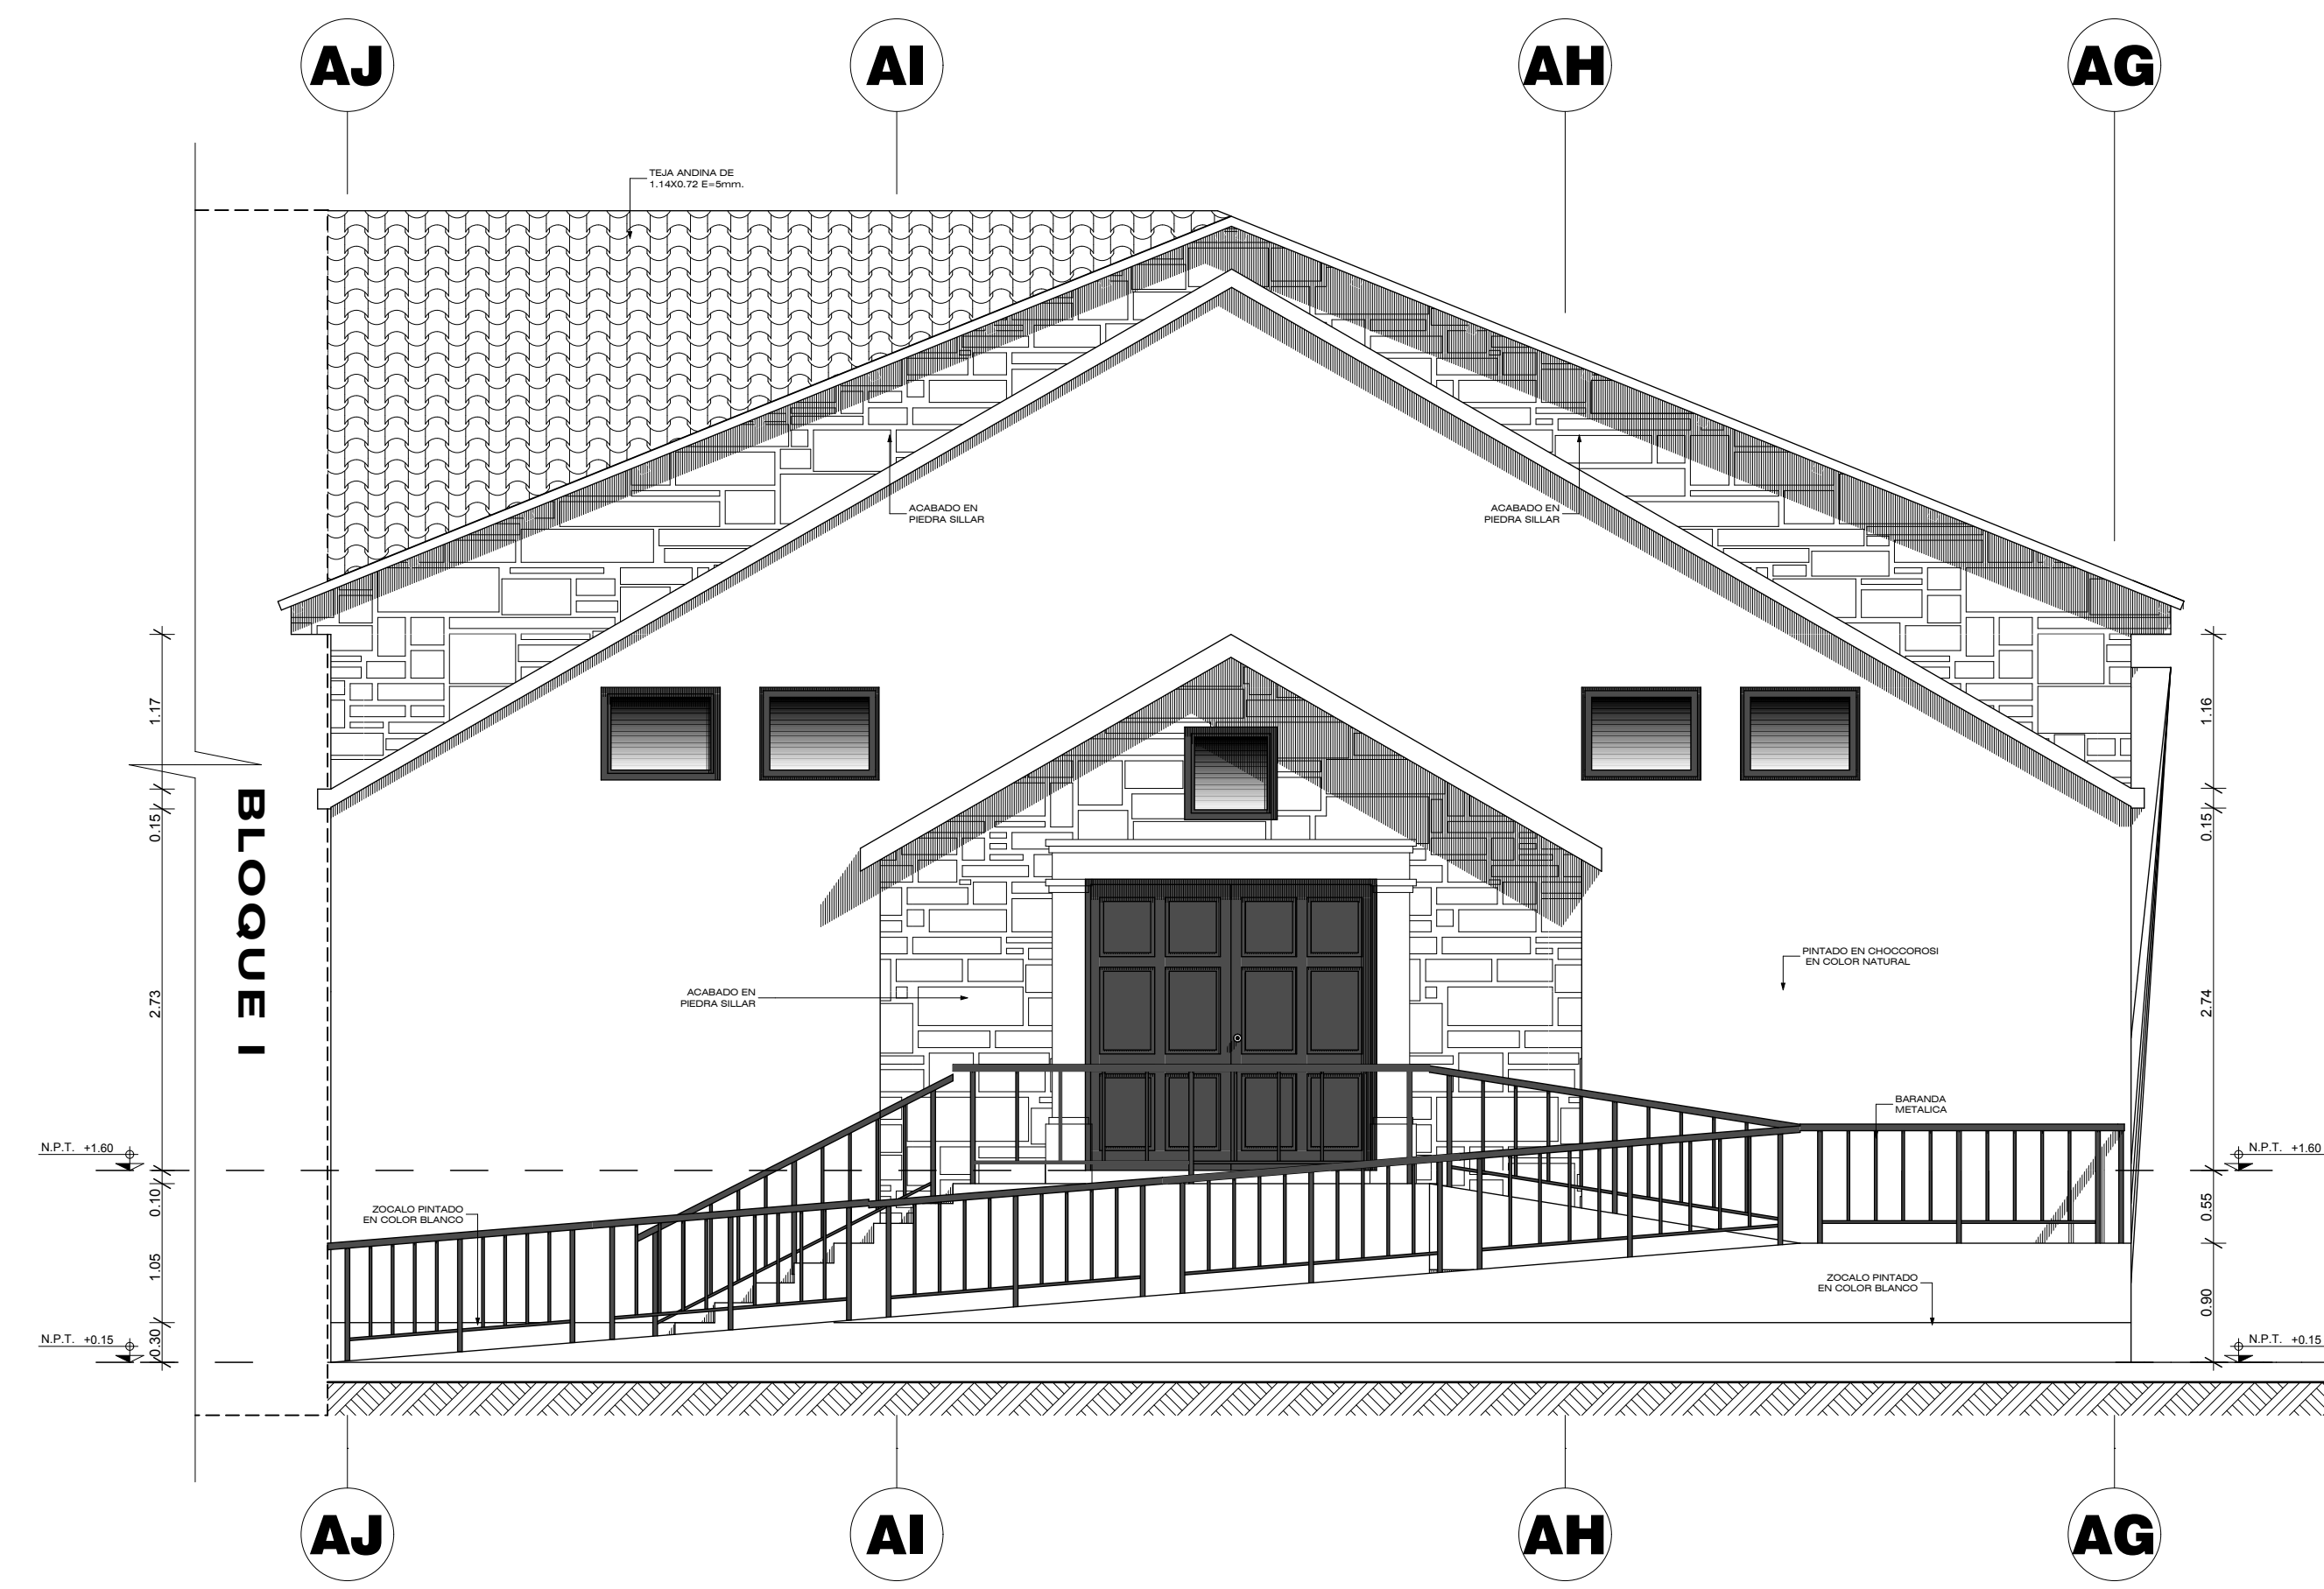 AJ
AI
AH
AG
TEJA ANDINA DE
1.14X0.72 E=5mm.
ACABADO EN
PIEDRA SILLAR
ACABADO EN
PIEDRA SILLAR
1.17
1.16
BLOQUE I
0.15
0.15
PINTADO EN CHOCCOROSI
EN COLOR NATURAL
ACABADO EN
PIEDRA SILLAR
2.73
2.74
BARANDA
METALICA
N.P.T. +1.60
N.P.T. +1.60
0.10
0.55
ZOCALO PINTADO
EN COLOR BLANCO
1.05
ZOCALO PINTADO
EN COLOR BLANCO
0.90
N.P.T. +0.15
0.30
N.P.T. +0.15
AJ
AI
AH
AG